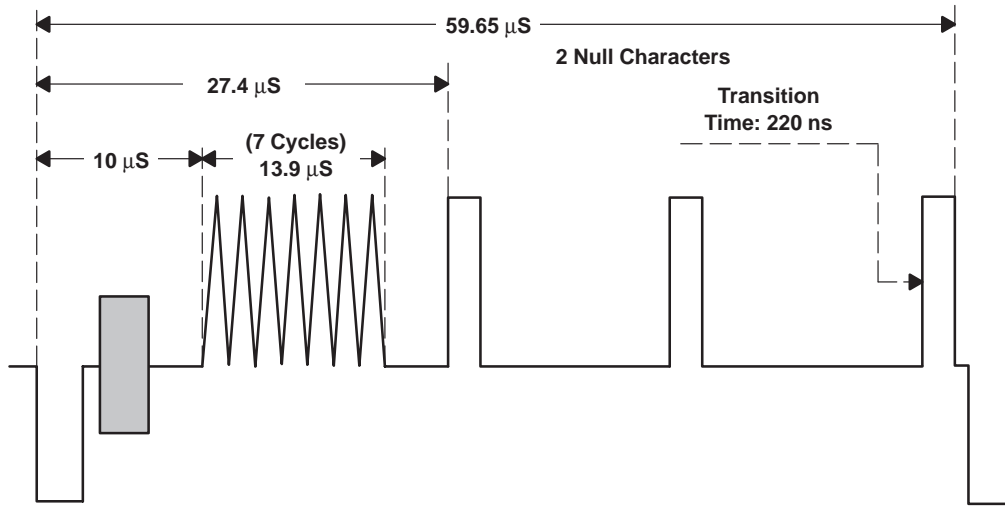 59.65 μS
2 Null Characters
27.4 μS
Transition
Time: 220 ns
(7 Cycles)
10 μS
13.9 μS